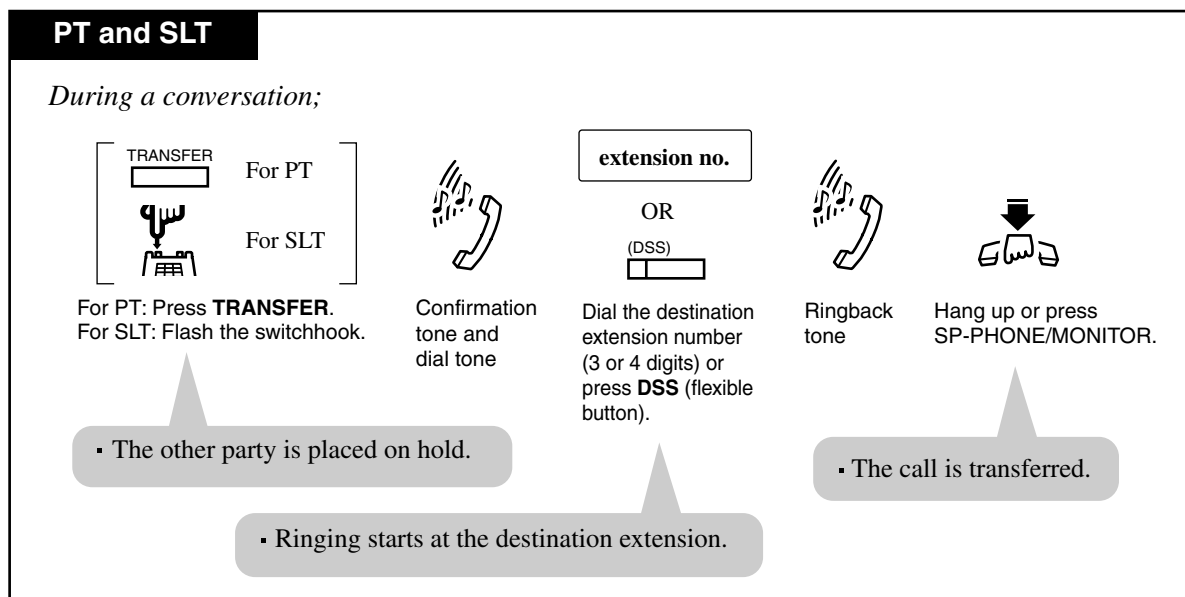 PT and SLT
During a conversation;
TRANSFER
For PT
For SLT
For PT: Press TRANSFER.
For SLT: Flash the switchhook.
Confirmation
tone and
dial tone
extension no.
OR
(DSS)
Dial the destination
extension number
(3 or 4 digits) or
press DSS (flexible
button).
Ringback
tone
Hang up or press
SP-PHONE/MONITOR.
▪ The other party is placed on hold.
▪ Ringing starts at the destination extension.
▪ The call is transferred.